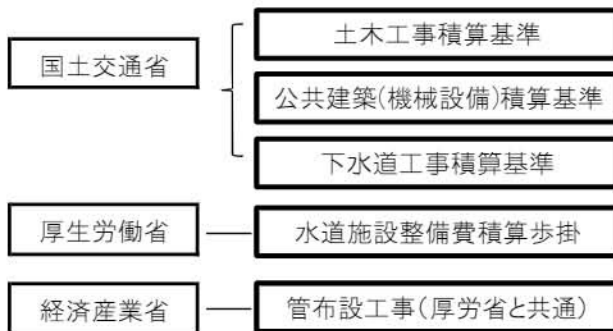 国土交通省
土木工事積算基準
公共建築(機械設備)積算基準
下水道工事積算基準
厚生労働省
水道施設整備費積算歩掛
経済産業省
管布設工事(厚労省と共通)